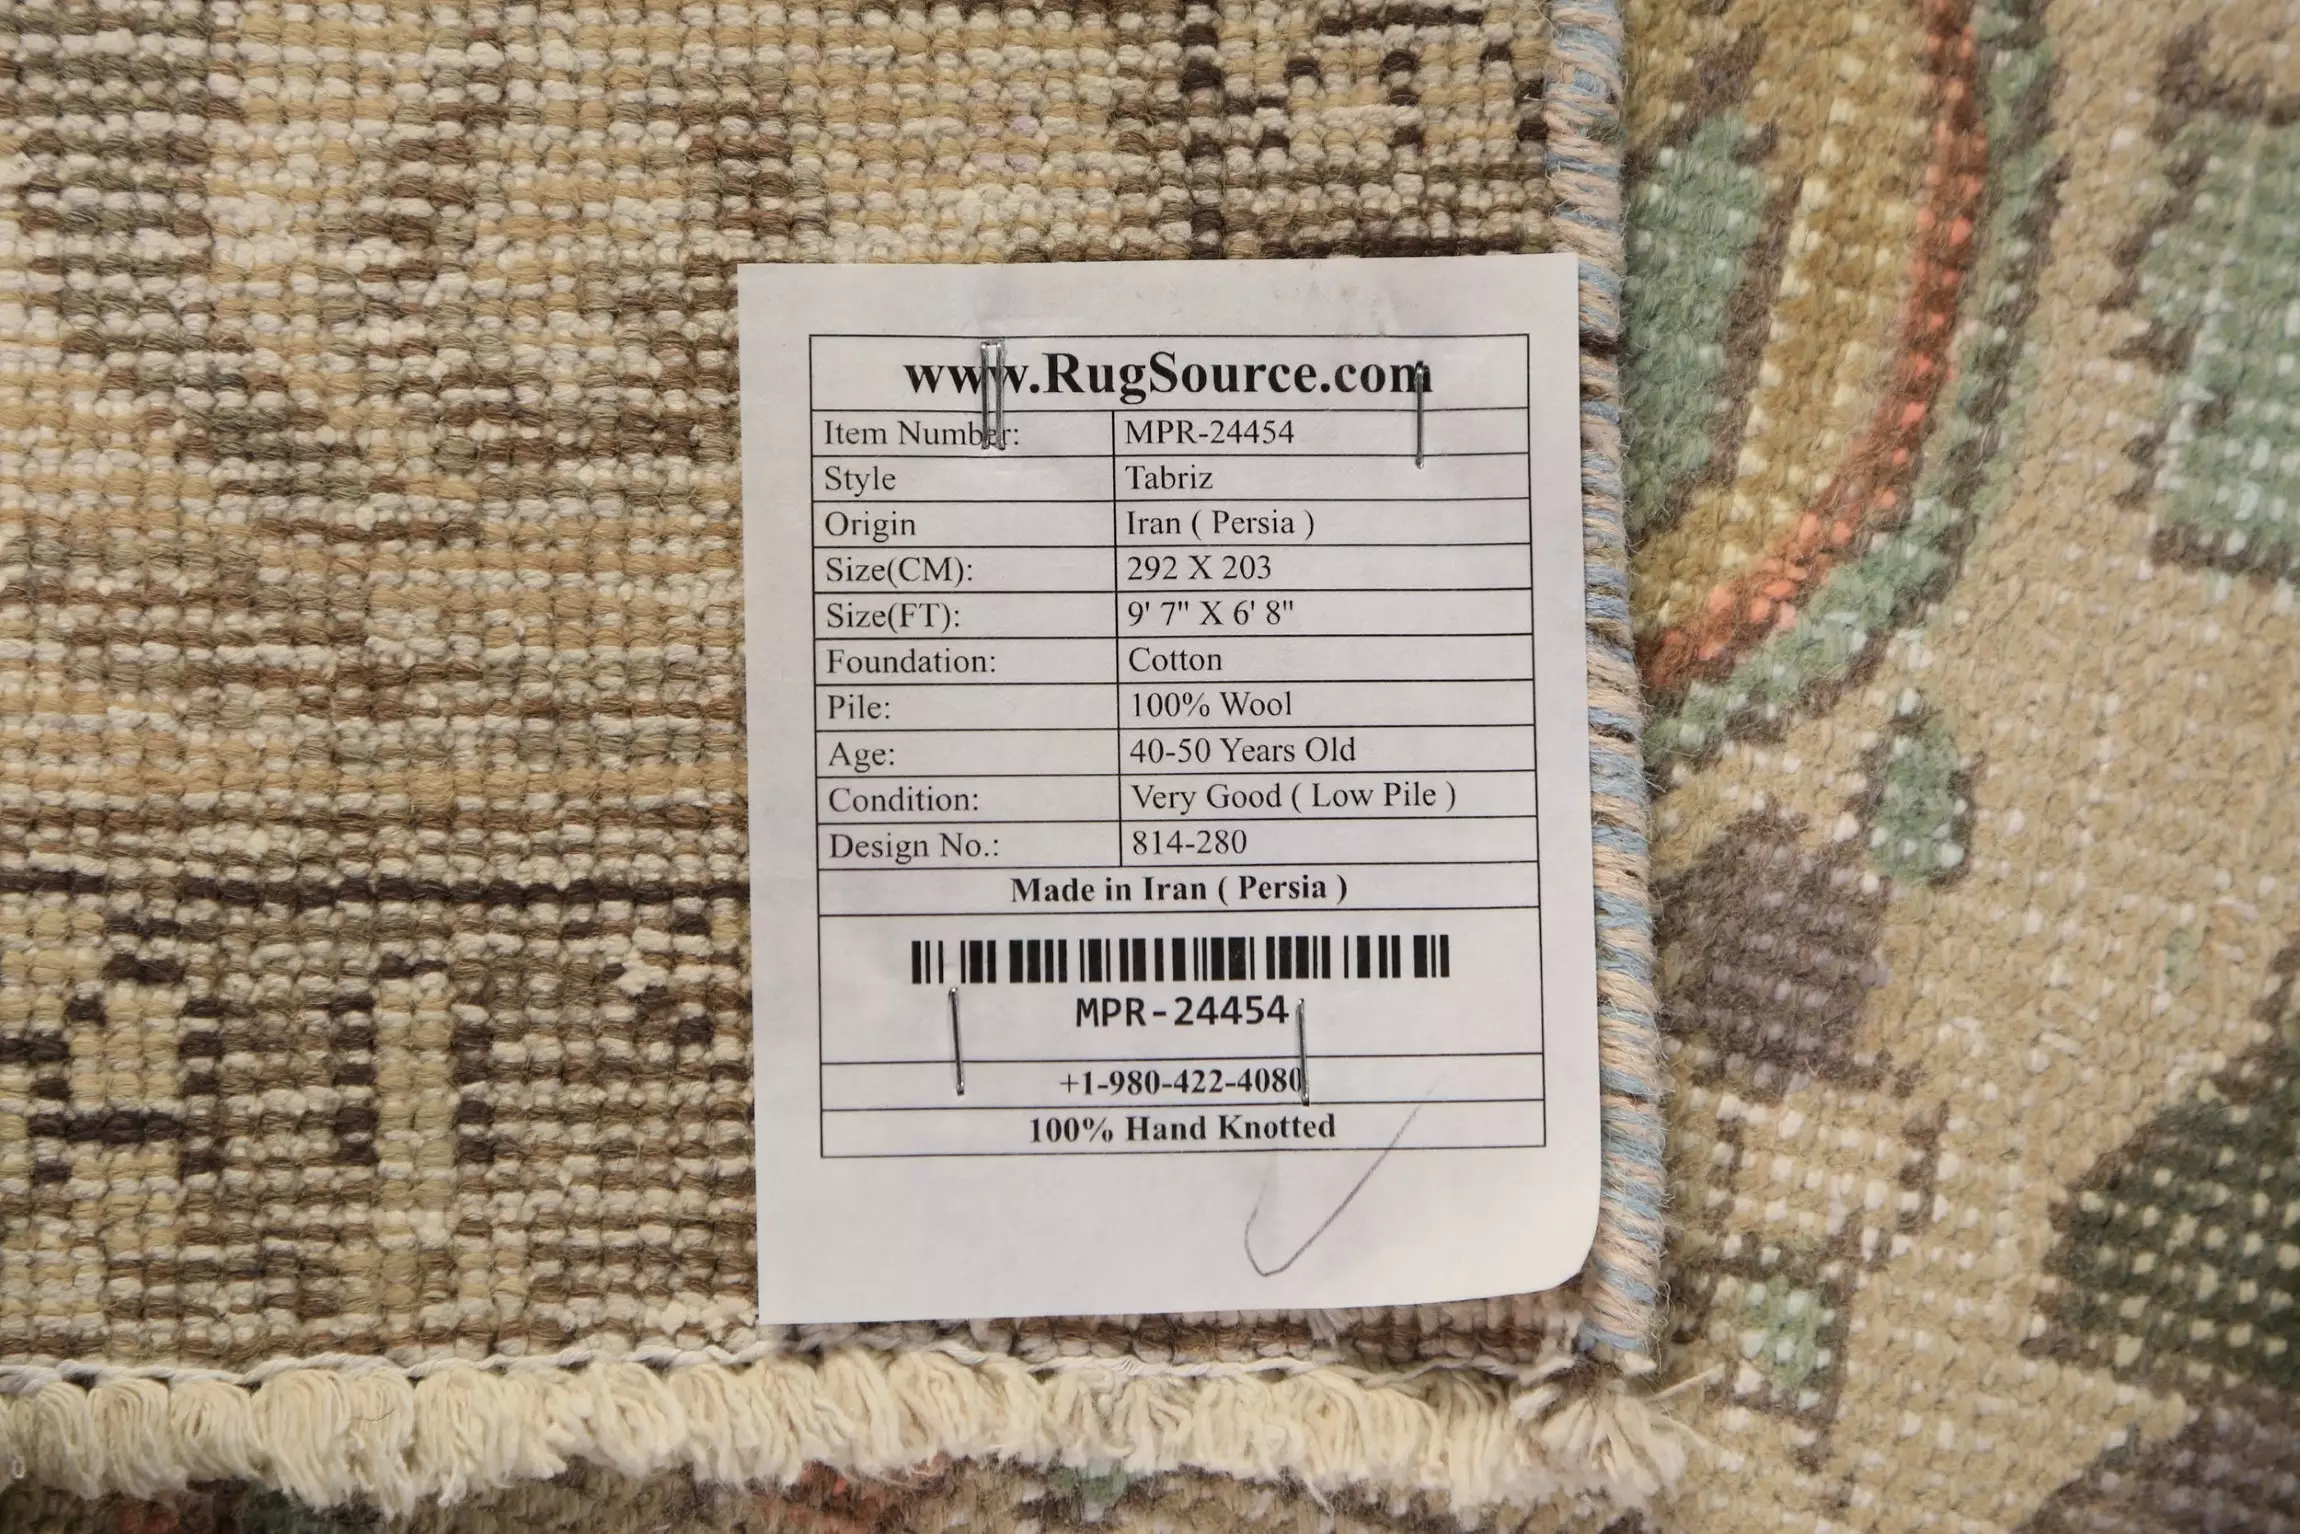 www.RugSource.com
Item Number: MPR-24454
Style Tabriz
Origin Iran ( Persia )
Size(CM): 292 X 203
Size(FT): 9' 7" X 6' 8"
Foundation: Cotton
Pile: 100% Wool
Age: 40-50 Years Old
Condition: Very Good ( Low Pile )
Design No.: 814-280
Made in Iran ( Persia )
MPR-24454
+1-980-422-4080
100% Hand Knotted